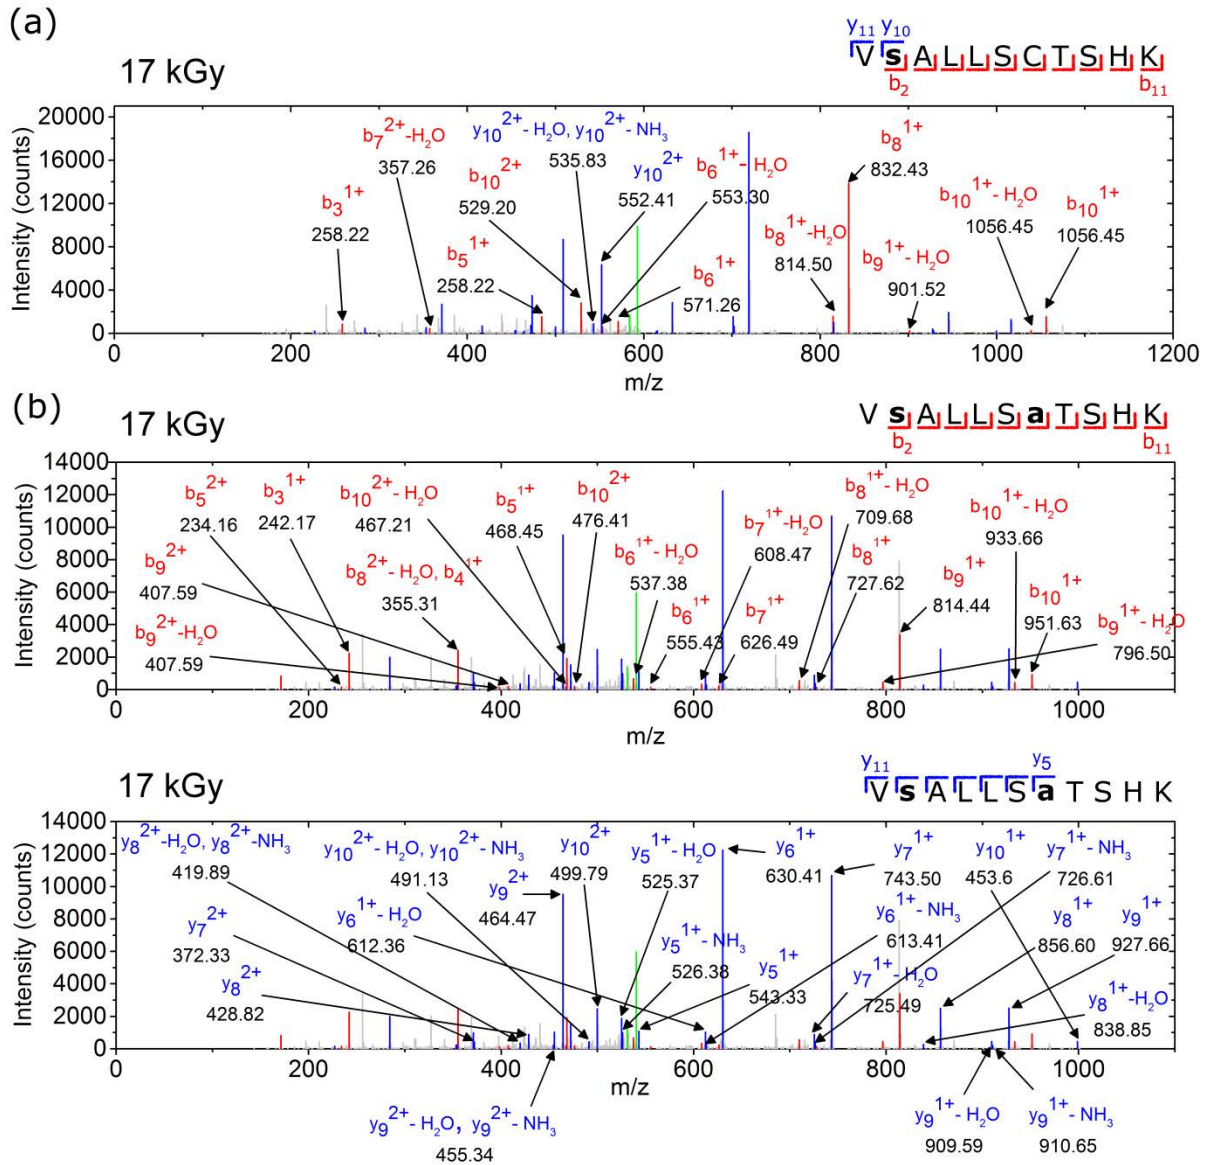 (a)
y11 y10
17 kGy
V s A L L S C T S H K
b2 b11
Intensity (counts)
20000
16000
12000
8000
4000
0
b3^1+
258.22
b7^2+-H2O
357.26
b10^2+
529.20
b5^1+
258.22
y10^2+-H2O, y10^2+-NH3
535.83
y10^2+
552.41
b6^1+-H2O
553.30
b6^1+
571.26
b8^1+-H2O
814.50
b8^1+
832.43
b9^1+-H2O
901.52
b10^1+-H2O
1056.45
b10^1+
1056.45
200 400 600 800 1000 1200
m/z
(b)
17 kGy
V s A L L S a T S H K
b2 b11
Intensity (counts)
14000
12000
10000
8000
6000
4000
2000
0
b5^2+
234.16
b3^1+
242.17
b10^2+-H2O
467.21
b5^1+
468.45
b10^2+
476.41
b9^2+
407.59
b8^2+-H2O, b4^1+
355.31
b9^2+-H2O
407.59
b6^1+-H2O
537.38
b6^1+
555.43
b7^1+-H2O
608.47
b7^1+
626.49
b8^1+-H2O
709.68
b8^1+
727.62
b9^1+
814.44
b10^1+-H2O
933.66
b10^1+
951.63
b9^1+-H2O
796.50
0 200 400 600 800 1000
m/z
y11 y5
17 kGy
V s A L L S a T S H K
Intensity (counts)
14000
12000
10000
8000
6000
4000
2000
0
y8^2+-H2O, y8^2+-NH3
419.89
y10^2+-H2O, y10^2+-NH3
491.13
y10^2+
499.79
y5^1+-H2O
525.37
y6^1+
630.41
y7^1+
743.50
y10^1+
453.6
y7^1+-NH3
726.61
y9^2+
464.47
y7^2+
372.33
y6^1+-H2O
612.36
y8^2+
428.82
y5^1+-NH3
526.38
y5^1+
543.33
y6^1+-NH3
613.41
y7^1+-H2O
725.49
y8^1+
856.60
y9^1+
927.66
y8^1+-H2O
838.85
0 200 400 600 800 1000
m/z
y9^2+-H2O, y9^2+-NH3
455.34
y9^1+-H2O
909.59
y9^1+-NH3
910.65